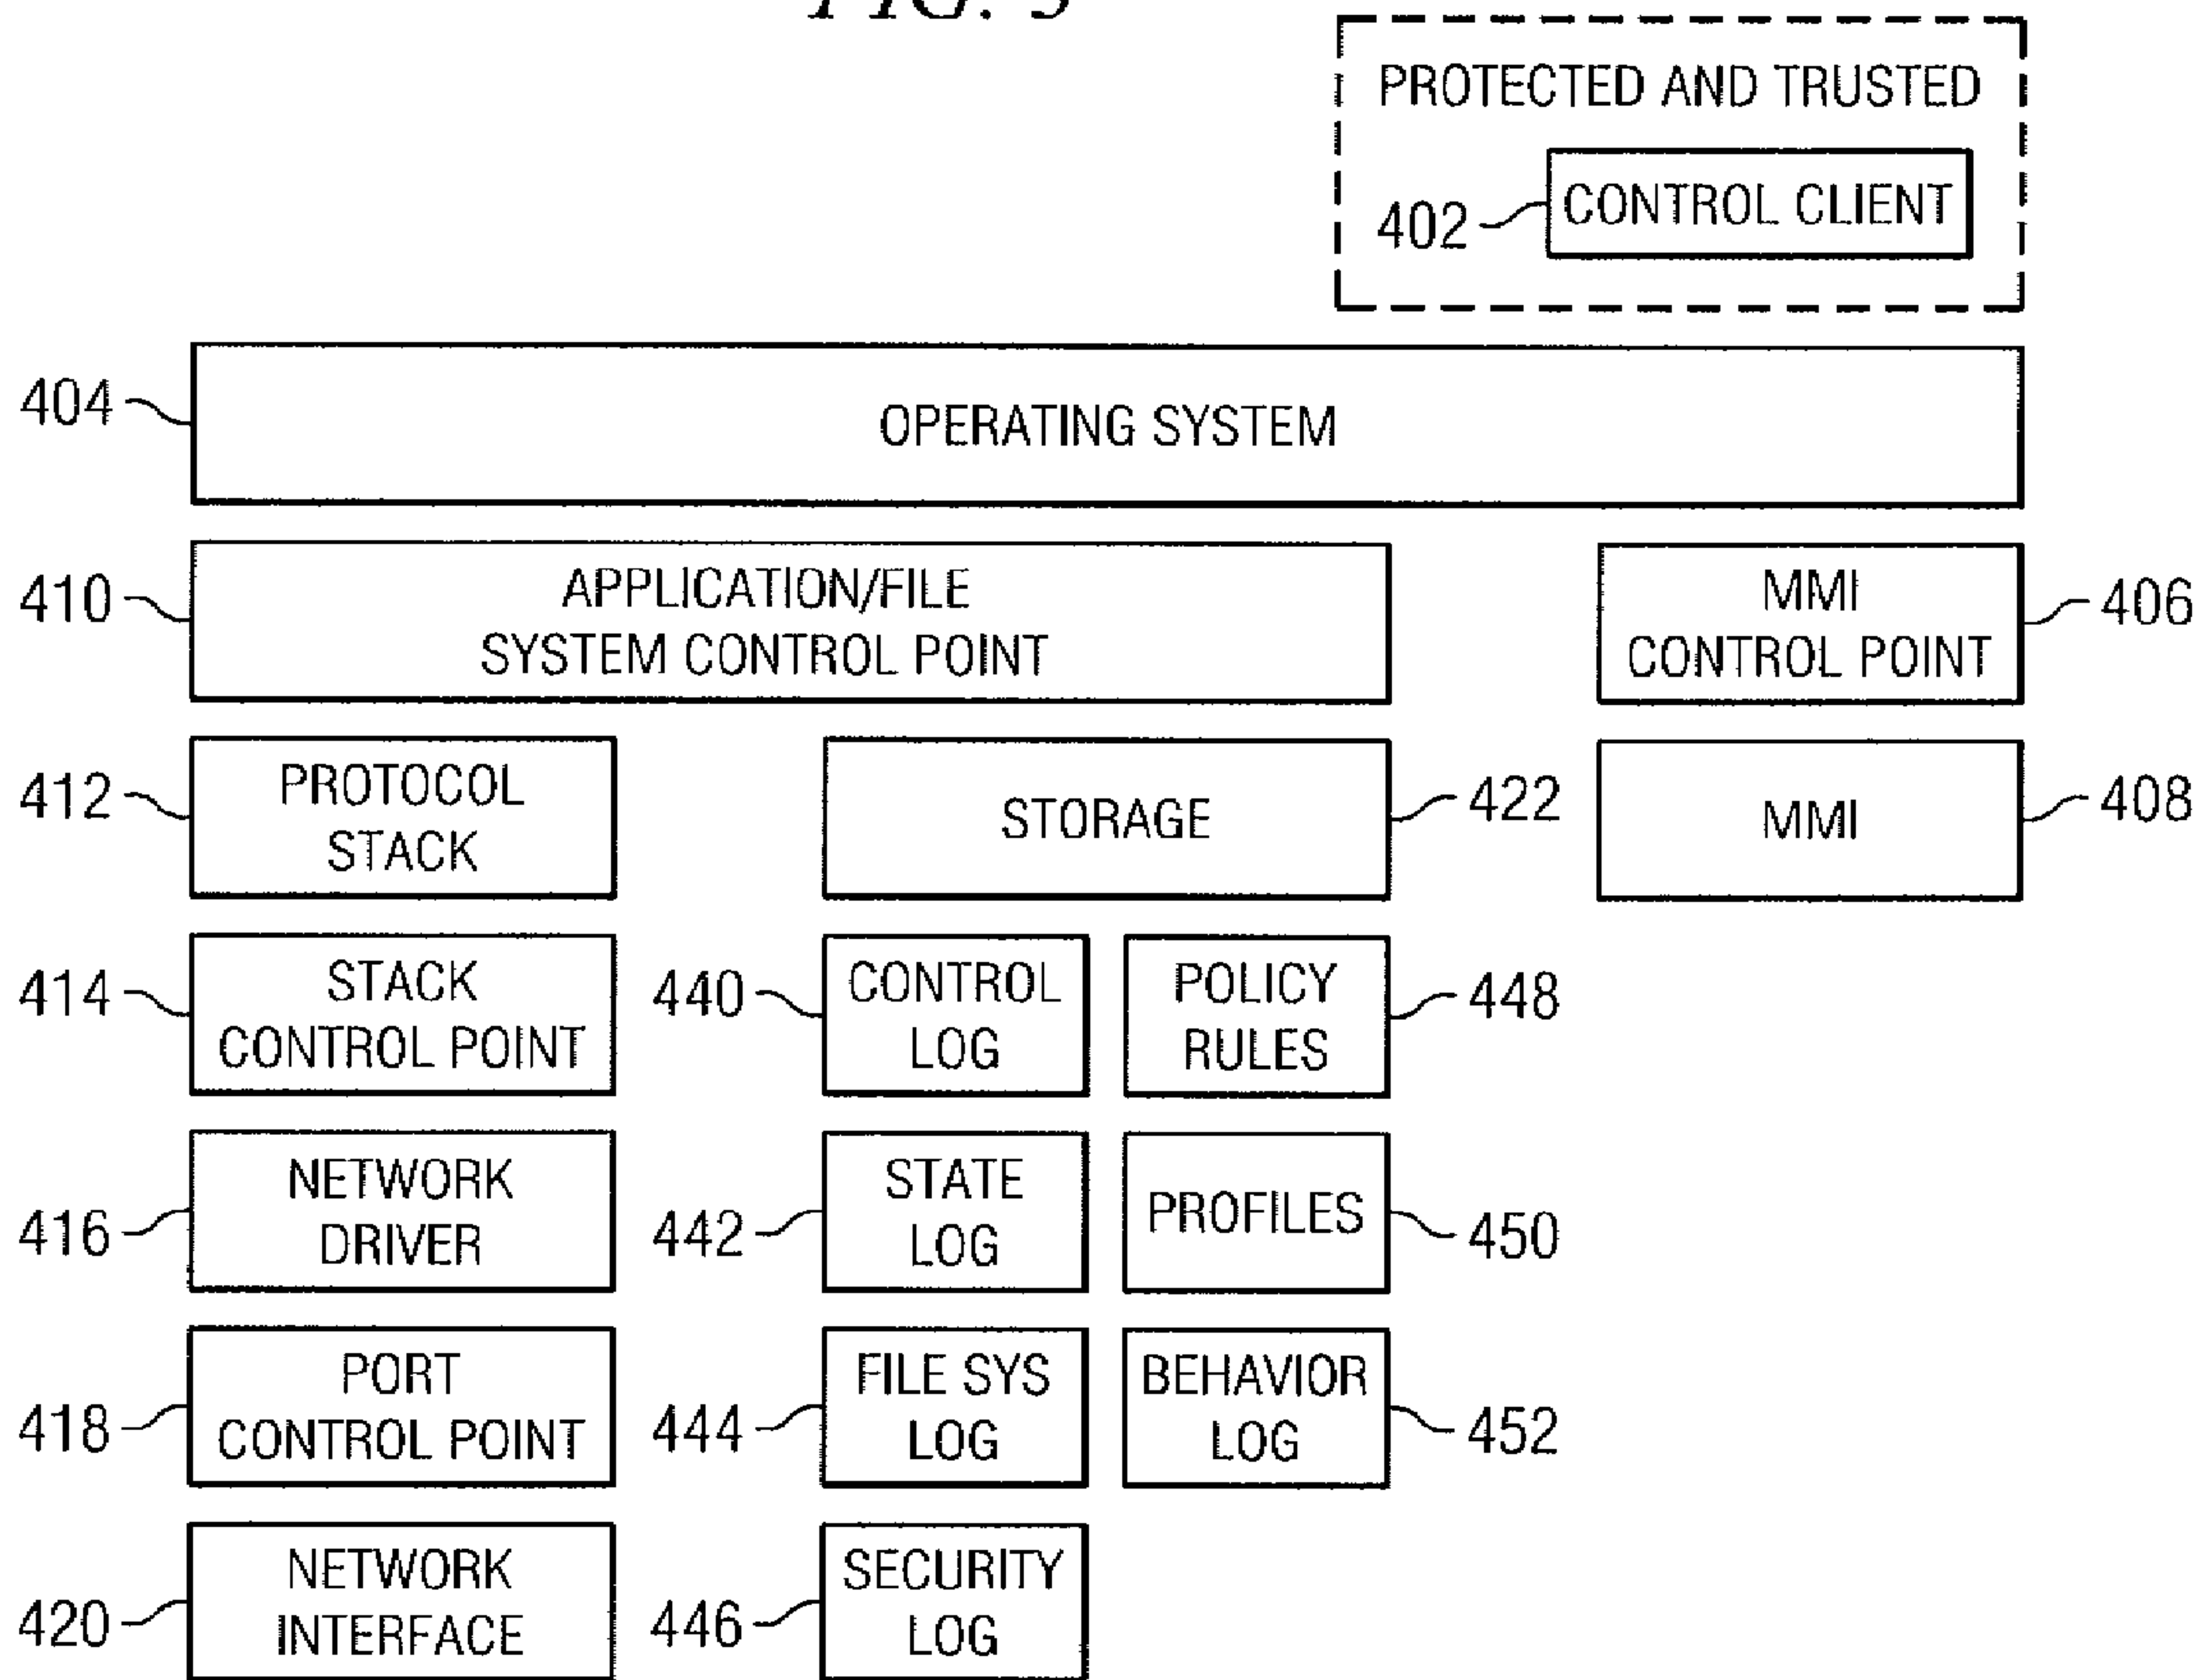 PROTECTED AND TRUSTED
402 CONTROL CLIENT
404 OPERATING SYSTEM
410 APPLICATION/FILE
SYSTEM CONTROL POINT
MMI
CONTROL POINT 406
412 PROTOCOL
STACK
STORAGE 422
MMI 408
414 STACK
CONTROL POINT
440 CONTROL
LOG
POLICY
RULES 448
416 NETWORK
DRIVER
442 STATE
LOG
PROFILES 450
418 PORT
CONTROL POINT
444 FILE SYS
LOG
BEHAVIOR
LOG 452
420 NETWORK
INTERFACE
446 SECURITY
LOG